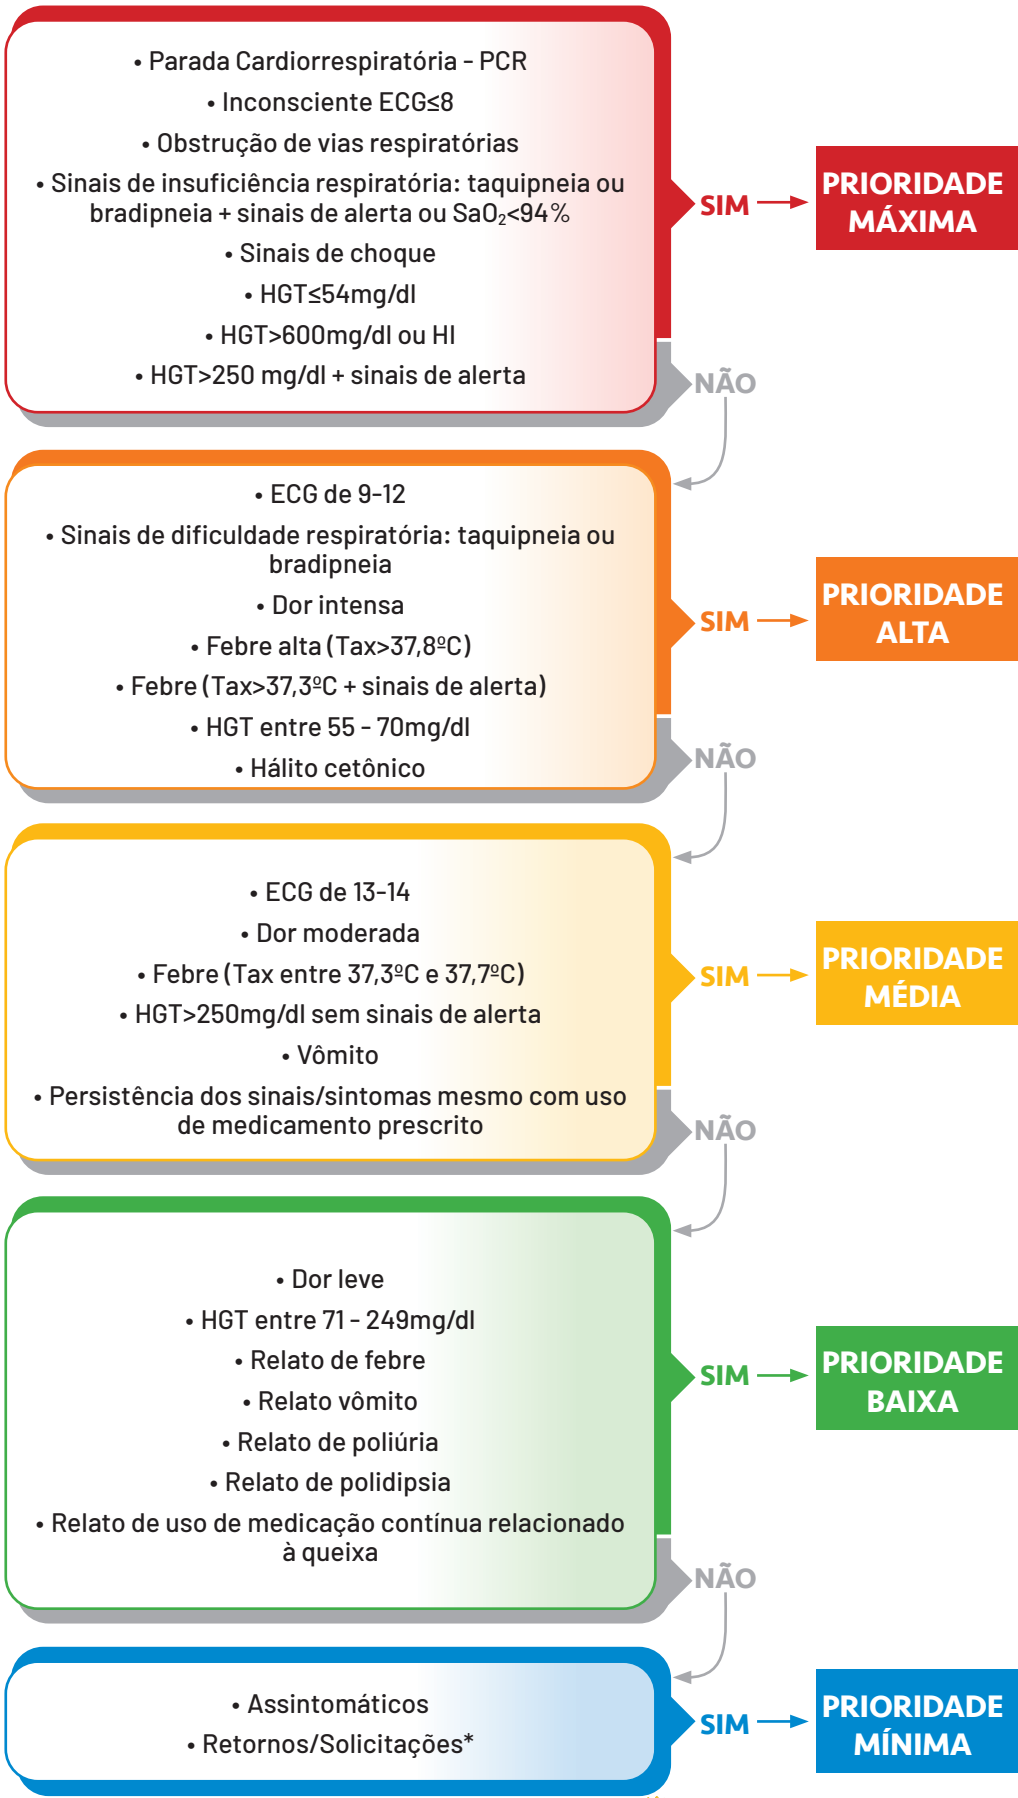 • Parada Cardiorrespiratória - PCR
• Inconsciente ECG≤8
• Obstrução de vias respiratórias
• Sinais de insuficiência respiratória: taquipneia ou
bradipneia + sinais de alerta ou SaO₂<94%
• Sinais de choque
• HGT≤54mg/dl
• HGT>600mg/dl ou HI
• HGT>250 mg/dl + sinais de alerta
SIM
PRIORIDADE
MÁXIMA
NÃO
• ECG de 9-12
• Sinais de dificuldade respiratória: taquipneia ou
bradipneia
• Dor intensa
• Febre alta (Tax>37,8ºC)
• Febre (Tax>37,3ºC + sinais de alerta)
• HGT entre 55 - 70mg/dl
• Hálito cetônico
SIM
PRIORIDADE
ALTA
NÃO
• ECG de 13-14
• Dor moderada
• Febre (Tax entre 37,3ºC e 37,7ºC)
• HGT>250mg/dl sem sinais de alerta
• Vômito
• Persistência dos sinais/sintomas mesmo com uso
de medicamento prescrito
SIM
PRIORIDADE
MÉDIA
NÃO
• Dor leve
• HGT entre 71 - 249mg/dl
• Relato de febre
• Relato vômito
• Relato de poliúria
• Relato de polidipsia
• Relato de uso de medicação contínua relacionado
à queixa
SIM
PRIORIDADE
BAIXA
NÃO
• Assintomáticos
• Retornos/Solicitações*
SIM
PRIORIDADE
MÍNIMA